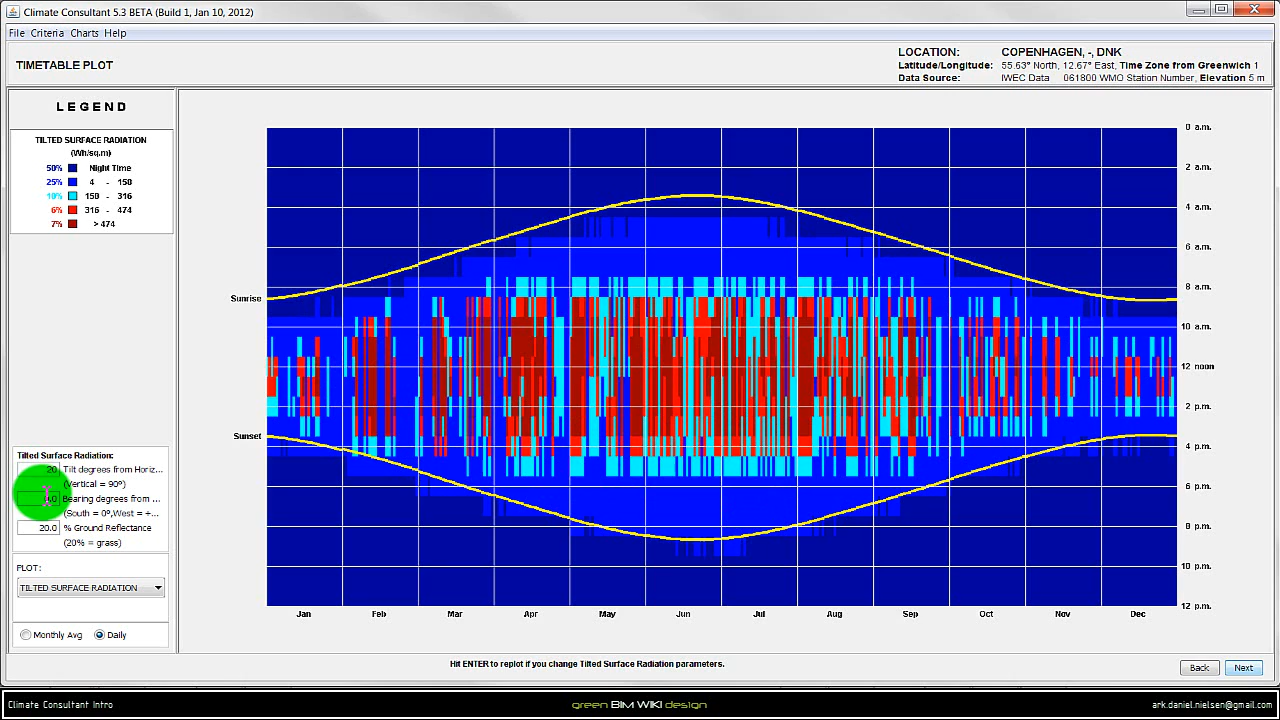 Climate Consultant 5.3 BETA (Build 1, Jan 10, 2012)
File Criteria Charts Help
TIMETABLE PLOT
LOCATION: COPENHAGEN, -, DNK
Latitude/Longitude: 55.63° North, 12.67° East, Time Zone from Greenwich 1
Data Source: IWEC Data 061800 WMO Station Number, Elevation 5 m
LEGEND
TILTED SURFACE RADIATION
(Wh/sq.m)
50% Night Time
25% 4 - 158
10% 158 - 316
6% 316 - 474
7% > 474
0 a.m.
2 a.m.
4 a.m.
6 a.m.
Sunrise
8 a.m.
10 a.m.
12 noon
2 p.m.
Sunset
4 p.m.
6 p.m.
8 p.m.
10 p.m.
12 p.m.
Jan Feb Mar Apr May Jun Jul Aug Sep Oct Nov Dec
Tilted Surface Radiation:
20 Tilt degrees from Horiz...
(Vertical = 90°)
Bearing degrees from ...
(South = 0°,West = +...
20.0 % Ground Reflectance
(20% = grass)
PLOT:
TILTED SURFACE RADIATION
Monthly Avg Daily
Hit ENTER to replot if you change Tilted Surface Radiation parameters.
Back Next
Climate Consultant Intro green BIM WIKI design ark.daniel.nielsen@gmail.com